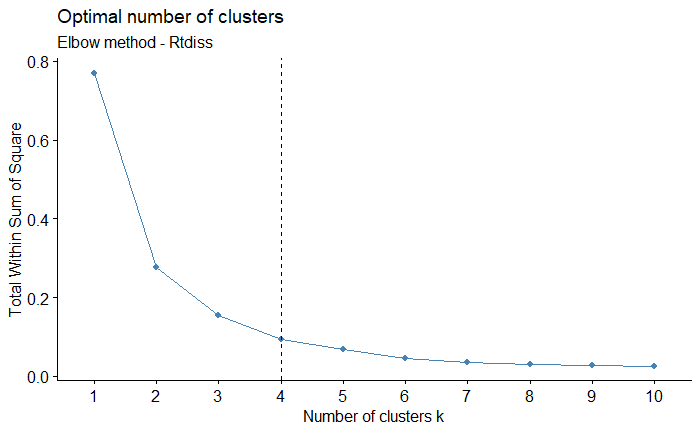 Optimal number of clusters
Elbow method - Rtdiss
Total Within Sum of Square
0.8
0.6
0.4
0.2
0.0
1 2 3 4 5 6 7 8 9 10
Number of clusters k